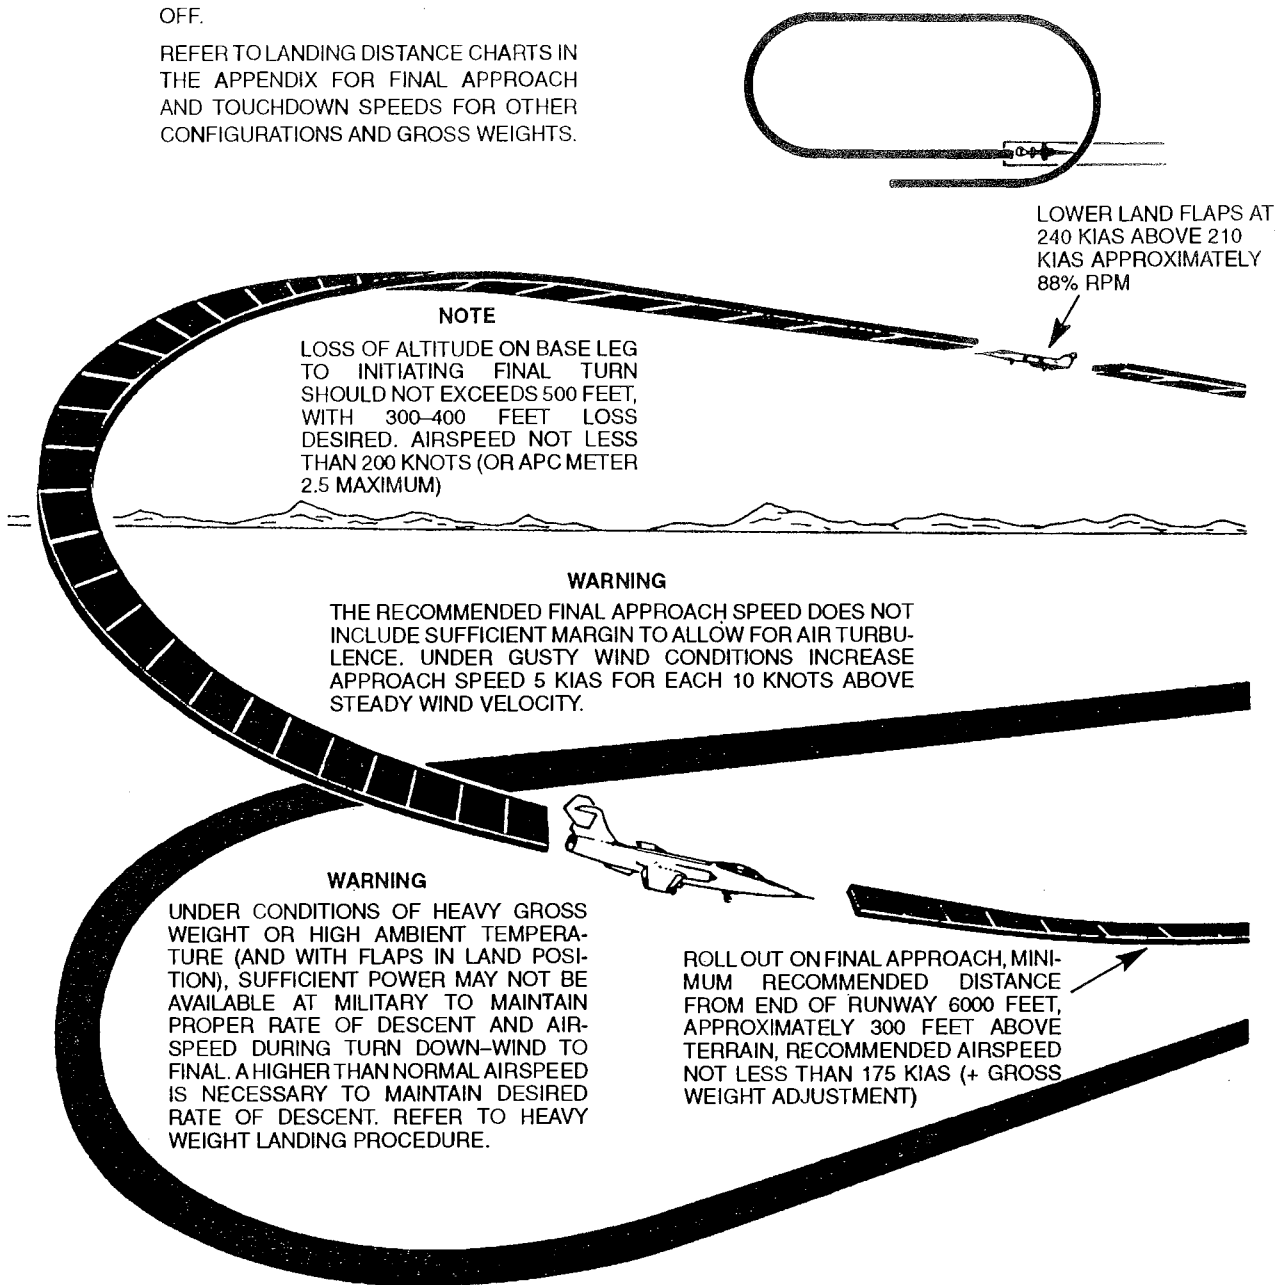 OFF.
REFER TO LANDING DISTANCE CHARTS IN
THE APPENDIX FOR FINAL APPROACH
AND TOUCHDOWN SPEEDS FOR OTHER
CONFIGURATIONS AND GROSS WEIGHTS.
LOWER LAND FLAPS AT
240 KIAS ABOVE 210
KIAS APPROXIMATELY
88% RPM
NOTE
LOSS OF ALTITUDE ON BASE LEG
TO INITIATING FINAL TURN
SHOULD NOT EXCEEDS 500 FEET,
WITH 300–400 FEET LOSS
DESIRED. AIRSPEED NOT LESS
THAN 200 KNOTS (OR APC METER
2.5 MAXIMUM)
WARNING
THE RECOMMENDED FINAL APPROACH SPEED DOES NOT
INCLUDE SUFFICIENT MARGIN TO ALLOW FOR AIR TURBU-
LENCE. UNDER GUSTY WIND CONDITIONS INCREASE
APPROACH SPEED 5 KIAS FOR EACH 10 KNOTS ABOVE
STEADY WIND VELOCITY.
WARNING
UNDER CONDITIONS OF HEAVY GROSS
WEIGHT OR HIGH AMBIENT TEMPERA-
TURE (AND WITH FLAPS IN LAND POSI-
TION), SUFFICIENT POWER MAY NOT BE
AVAILABLE AT MILITARY TO MAINTAIN
PROPER RATE OF DESCENT AND AIR-
SPEED DURING TURN DOWN–WIND TO
FINAL. A HIGHER THAN NORMAL AIRSPEED
IS NECESSARY TO MAINTAIN DESIRED
RATE OF DESCENT. REFER TO HEAVY
WEIGHT LANDING PROCEDURE.
ROLL OUT ON FINAL APPROACH, MINI-
MUM RECOMMENDED DISTANCE
FROM END OF RUNWAY 6000 FEET,
APPROXIMATELY 300 FEET ABOVE
TERRAIN, RECOMMENDED AIRSPEED
NOT LESS THAN 175 KIAS (+ GROSS
WEIGHT ADJUSTMENT)